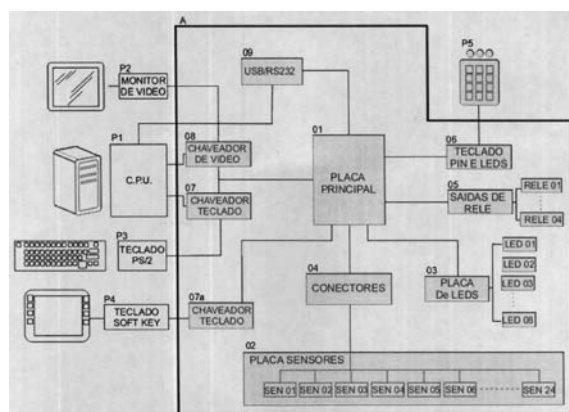 A
P2
MONITOR
DE VIDEO
09
USB/RS232
P5
P1
C.P.U.
08
CHAVEADOR
DE VIDEO
07
CHAVEADOR
TECLADO
01
PLACA
PRINCIPAL
06
TECLADO
PIN E LEDS
05
SAIDAS DE
RELE
RELE 01
RELE 04
P3
TECLADO
PS/2
P4
TECLADO
SOFT KEY
07a
CHAVEADOR
TECLADO
04
CONECTORES
03
PLACA
De LEDS
LED 01
LED 02
LED 03
LED 08
02
PLACA SENSORES
SEN 01 SEN 02 SEN 03 SEN 04 SEN 05 SEN 06 SEN 24